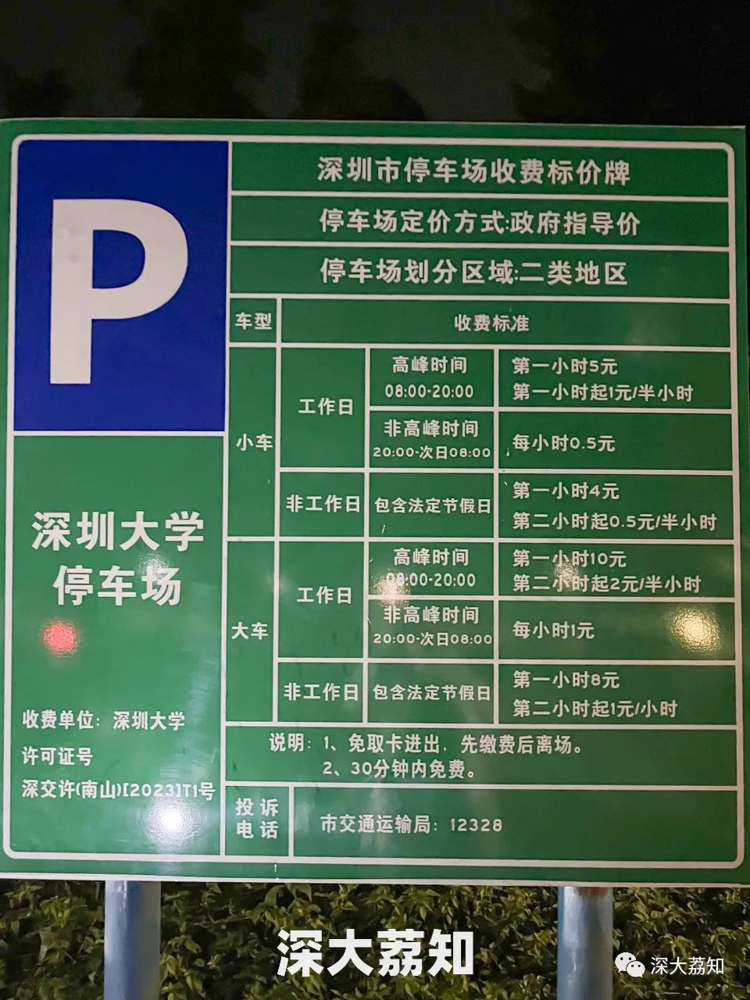 P
深圳市停车场收费标价牌
停车场定价方式:政府指导价
停车场划分区域:二类地区
车型
收费标准
小车
工作日
高峰时间
08:00-20:00
第一小时5元
第一小时起1元/半小时
非高峰时间
20:00-次日08:00
每小时0.5元
非工作日
包含法定节假日
第一小时4元
第二小时起0.5元/半小时
大车
工作日
高峰时间
08:00-20:00
第一小时10元
第二小时起2元/半小时
非高峰时间
20:00-次日08:00
每小时1元
非工作日
包含法定节假日
第一小时8元
第二小时起1元/小时
说明：1、免取卡进出，先缴费后离场。
2、30分钟内免费。
投诉
电话
市交通运输局：12328
深圳大学
停车场
收费单位：深圳大学
许可证号
深交许(南山)[2023]T1号
深大荔知
深大荔知